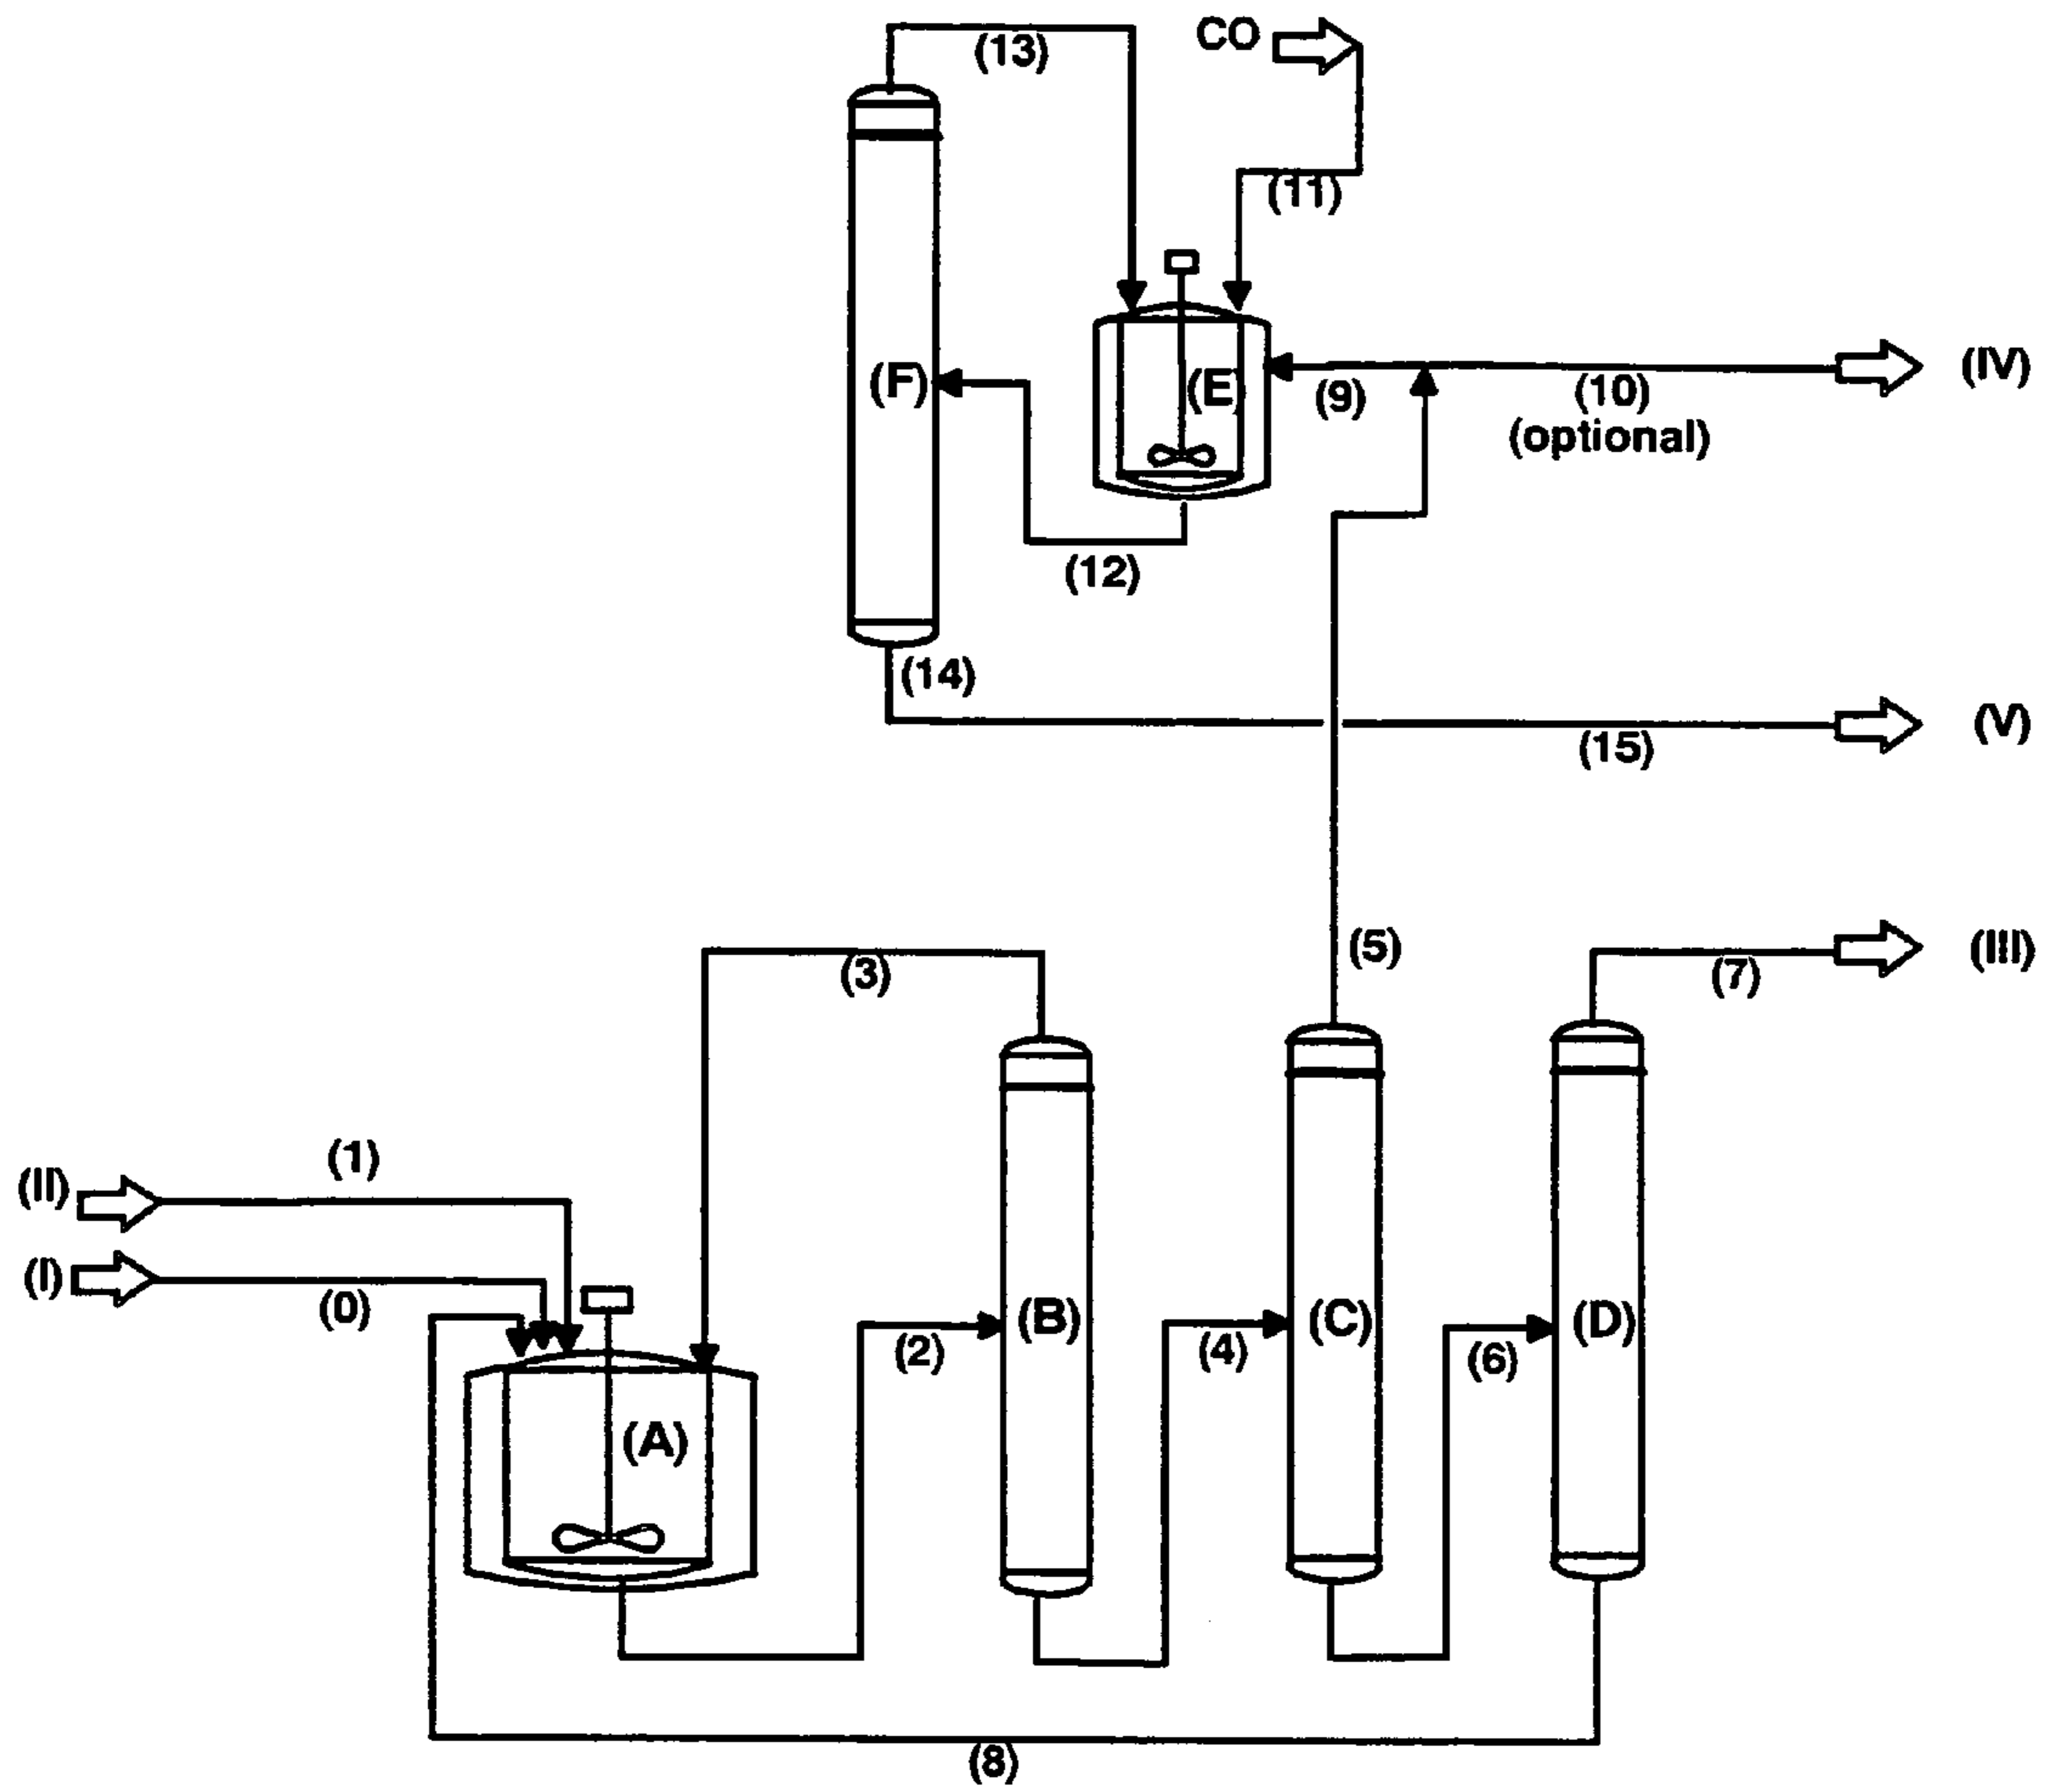 (13)
CO
(11)
(F)
(E)
(9)
(10)
(optional)
(IV)
(12)
(14)
(V)
(15)
(5)
(III)
(3)
(7)
(1)
(II)
(I)
(0)
(B)
(C)
(D)
(2)
(4)
(6)
(A)
(8)